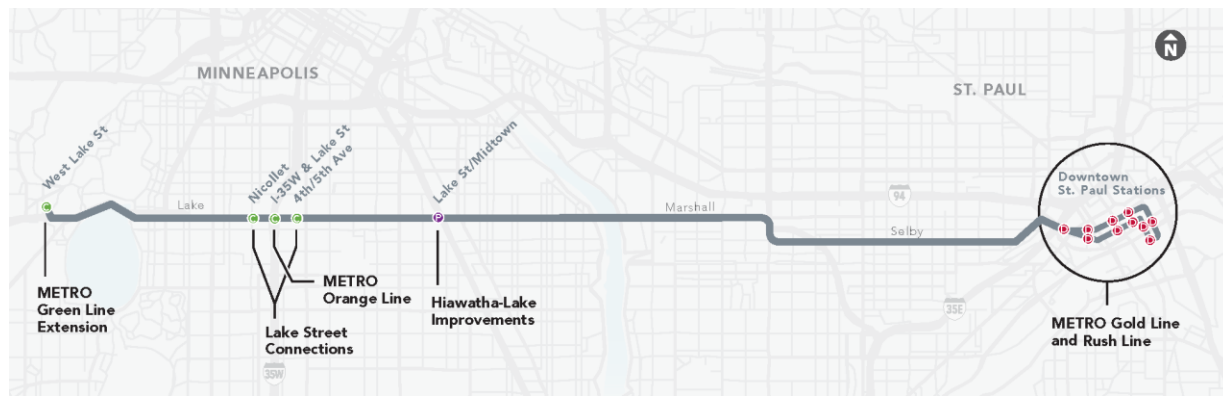 MINNEAPOLIS
ST. PAUL
N
West Lake St
Nicollet
I-35W & Lake St
4th/5th Ave
Lake St/Midtown
Downtown
St. Paul Stations
94
Lake
Marshall
Selby
C
C
C
C
P
D
D
D
D
D
D
D
D
D
D
METRO
Green Line
Extension
METRO
Orange Line
Lake Street
Connections
Hiawatha-Lake
Improvements
35E
METRO Gold Line
and Rush Line
35W